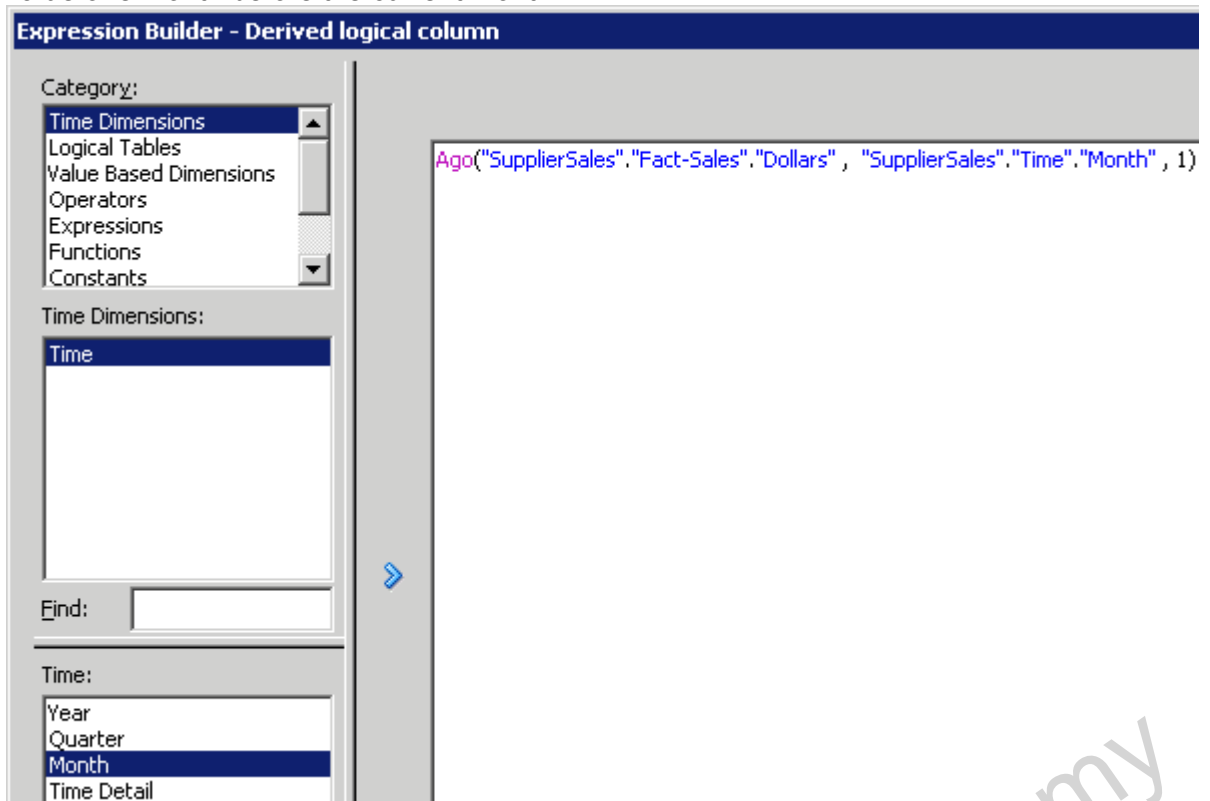 Expression Builder - Derived logical column
Category:
Time Dimensions
Logical Tables
Value Based Dimensions
Operators
Expressions
Functions
Constants
Time Dimensions:
Time
Find:
Time:
Year
Quarter
Month
Time Detail
Ago("SupplierSales"."Fact-Sales"."Dollars" , "SupplierSales"."Time"."Month" , 1)
my